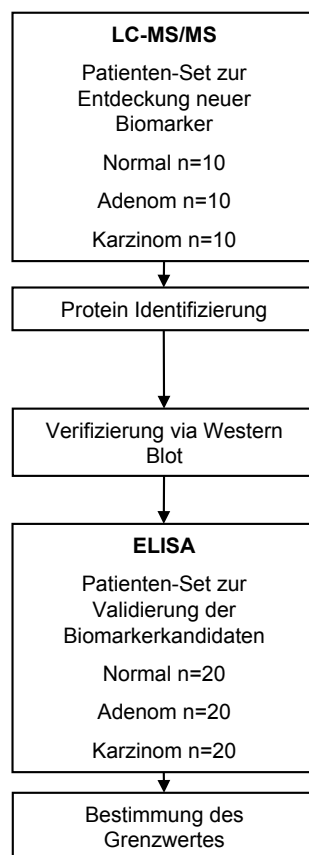 LC-MS/MS
Patienten-Set zur
Entdeckung neuer
Biomarker
Normal n=10
Adenom n=10
Karzinom n=10
Protein Identifizierung
Verifizierung via Western
Blot
ELISA
Patienten-Set zur
Validierung der
Biomarkerkandidaten
Normal n=20
Adenom n=20
Karzinom n=20
Bestimmung des
Grenzwertes